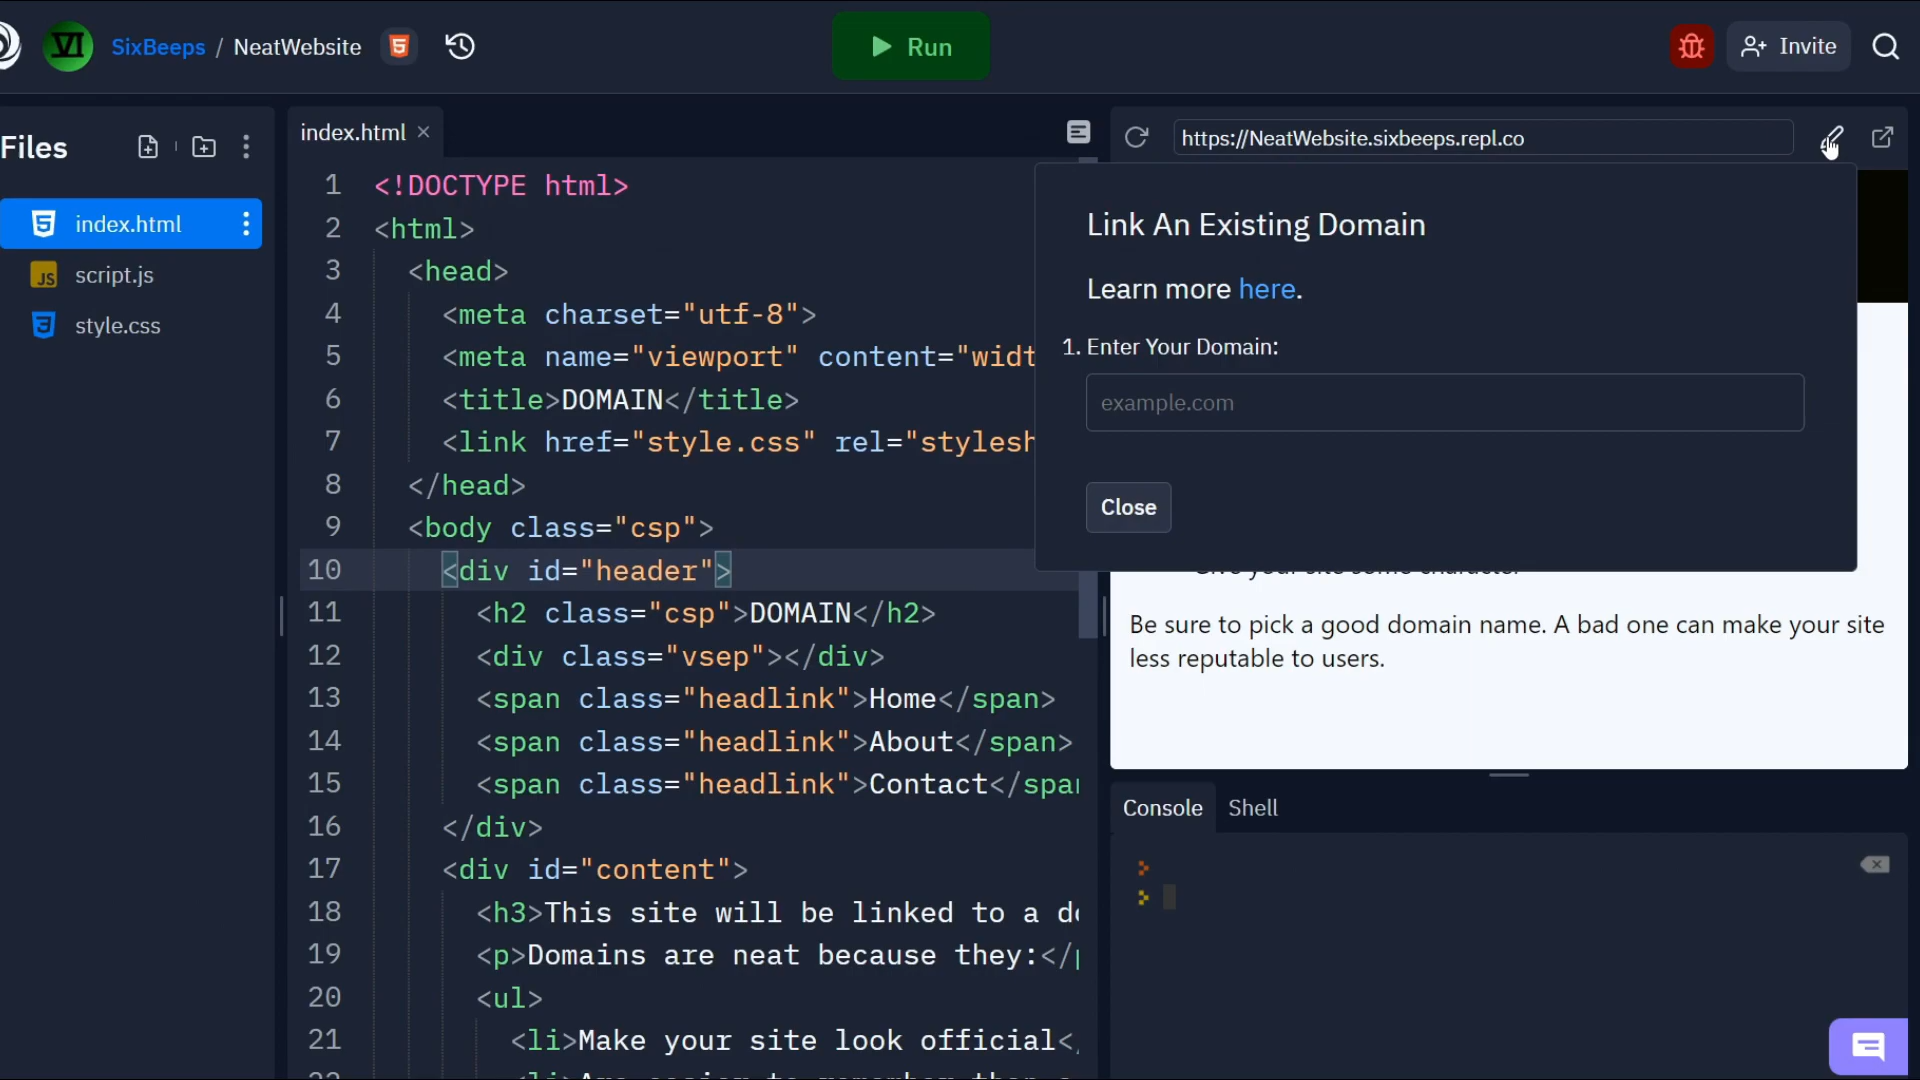 VI SixBeeps / NeatWebsite Run Invite
Files
index.html
script.js
style.css
index.html ×
1 <!DOCTYPE html>
2 <html>
3 <head>
4 <meta charset="utf-8">
5 <meta name="viewport" content="widt
6 <title>DOMAIN</title>
7 <link href="style.css" rel="stylesh
8 </head>
9 <body class="csp">
10 <div id="header">
11 <h2 class="csp">DOMAIN</h2>
12 <div class="vsep"></div>
13 <span class="headlink">Home</span>
14 <span class="headlink">About</span>
15 <span class="headlink">Contact</spa
16 </div>
17 <div id="content">
18 <h3>This site will be linked to a
19 <p>Domains are neat because they:</
20 <ul>
21 <li>Make your site look official<
https://NeatWebsite.sixbeeps.repl.co
Link An Existing Domain
Learn more here.
1. Enter Your Domain:
example.com
Close
Be sure to pick a good domain name. A bad one can make your site
less reputable to users.
Console Shell
>
>